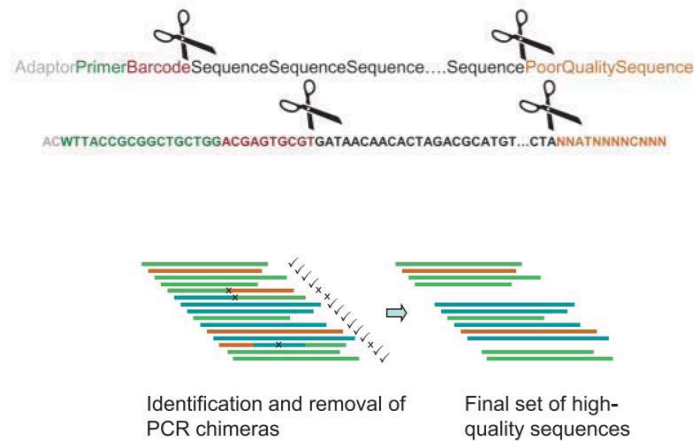 AdaptorPrimerBarcodeSequenceSequenceSequence....SequencePoorQualitySequence
ACWTTACCGCGGCTGCTGGACGAGTGCGTGATAACAACACTAGACGCATGT...CTANNATNNNNCNNN
Identification and removal of
PCR chimeras
Final set of high-
quality sequences